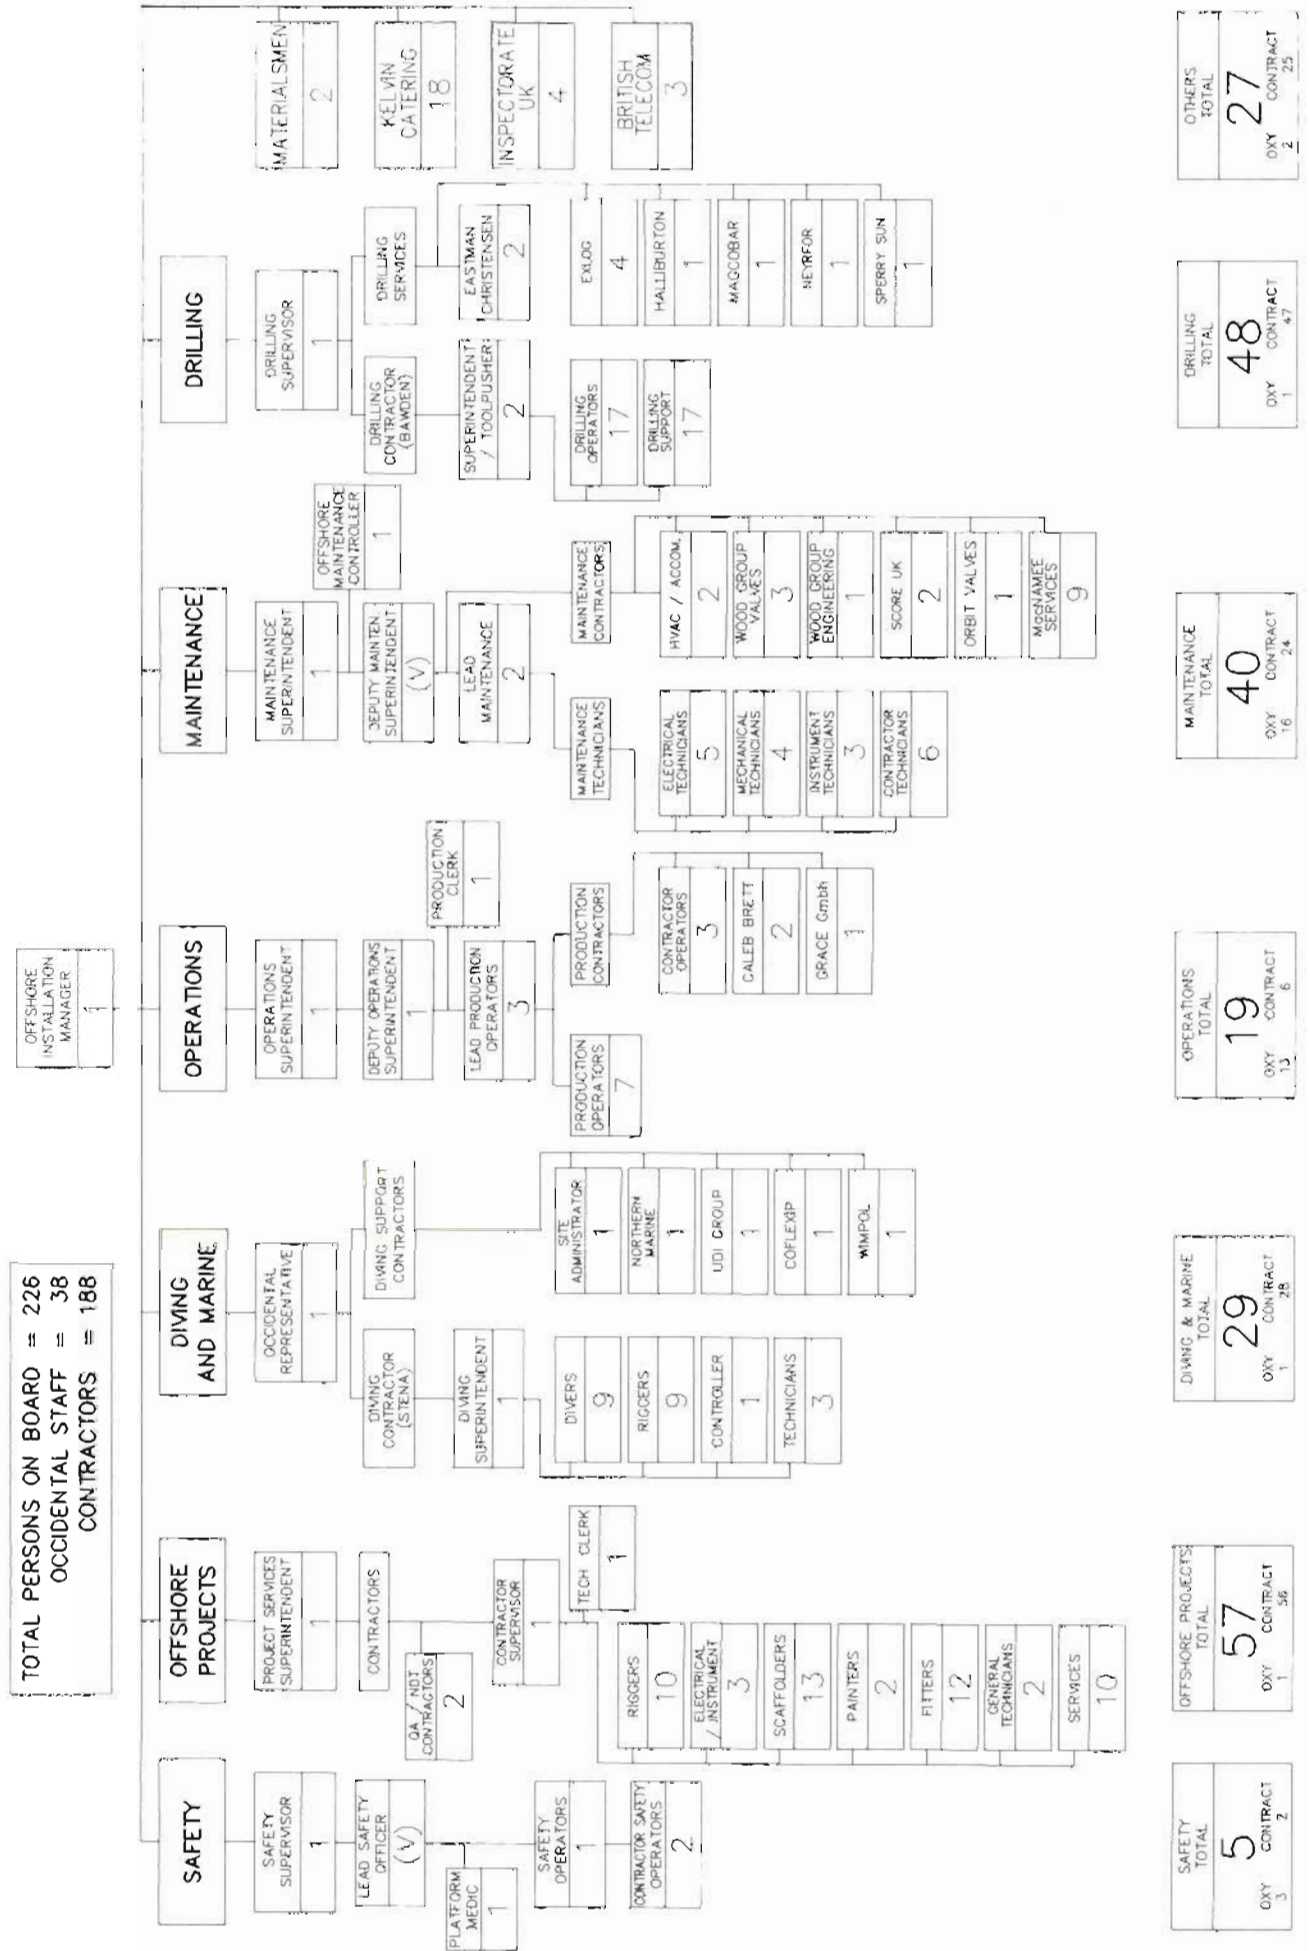 TOTAL PERSONS ON BOARD = 226
OCCIDENTAL STAFF = 38
CONTRACTORS = 188
OFFSHORE
INSTALLATION
MANAGER
1
SAFETY
SAFETY
SUPERVISOR
1
LEAD SAFETY
OFFICER
(V)
PLATFORM
MEDIC
1
SAFETY
OPERATORS
1
CONTRACTOR SAFETY
OPERATORS
2
OFFSHORE
PROJECTS
PROJECT SERVICES
SUPERINTENDENT
1
CONTRACTORS
QA / NDT
CONTRACTORS
2
CONTRACTOR
SUPERVISOR
1
TECH CLERK
1
RIGGERS
10
ELECTRICAL
/ INSTRUMENT
3
SCAFFOLDERS
13
PAINTERS
2
FITTERS
12
GENERAL
TECHNICIANS
2
SERVICES
10
DIVING
AND MARINE
OCCIDENTAL
REPRESENTATIVE
1
DIVING
CONTRACTOR
(STENA)
DIVING
SUPERINTENDENT
1
DIVERS
9
RIGGERS
9
CONTROLLER
1
TECHNICIANS
3
DIVING SUPPORT
CONTRACTORS
SITE
ADMINISTRATOR
1
NORTHERN
MARINE
1
UDI GROUP
1
COFLEXIP
1
WIMPOL
1
OPERATIONS
OPERATIONS
SUPERINTENDENT
1
DEPUTY OPERATIONS
SUPERINTENDENT
1
PRODUCTION
CLERK
1
LEAD PRODUCTION
OPERATORS
3
PRODUCTION
OPERATORS
7
PRODUCTION
CONTRACTORS
CONTRACTOR
OPERATORS
3
CALEB BRETT
2
GRACE Gmbh
1
MAINTENANCE
MAINTENANCE
SUPERINTENDENT
1
OFFSHORE
MAINTENANCE
CONTROLLER
1
DEPUTY MAINTEN.
SUPERINTENDENT
(V)
LEAD
MAINTENANCE
2
MAINTENANCE
TECHNICIANS
ELECTRICAL
TECHNICIANS
5
MECHANICAL
TECHNICIANS
4
INSTRUMENT
TECHNICIANS
3
CONTRACTOR
TECHNICIANS
6
MAINTENANCE
CONTRACTORS
HVAC / ACCOM.
2
WOOD GROUP
VALVES
3
WOOD GROUP
ENGINEERING
1
SCORE UK
2
ORBIT VALVES
1
MacNAMEE
SERVICES
9
DRILLING
DRILLING
SUPERVISOR
1
DRILLING
CONTRACTOR
(BAWDEN)
SUPERINTENDENT
/ TOOLPUSHER
2
DRILLING
OPERATORS
17
DRILLING
SUPPORT
17
DRILLING
SERVICES
EASTMAN
CHRISTENSEN
2
EXLOG
4
HALLIBURTON
1
MAGCOBAR
1
NEYRFOR
1
SPERRY SUN
1
MATERIALSMEN
2
KELVIN
CATERING
18
INSPECTORATE
UK
4
BRITISH
TELECOM
3
SAFETY
TOTAL
5
OXY CONTRACT
3 2
OFFSHORE PROJECTS
TOTAL
57
OXY CONTRACT
1 56
DIVING & MARINE
TOTAL
29
OXY CONTRACT
1 28
OPERATIONS
TOTAL
19
OXY CONTRACT
13 6
MAINTENANCE
TOTAL
40
OXY CONTRACT
16 24
DRILLING
TOTAL
48
OXY CONTRACT
1 47
OTHERS
TOTAL
27
OXY CONTRACT
2 25